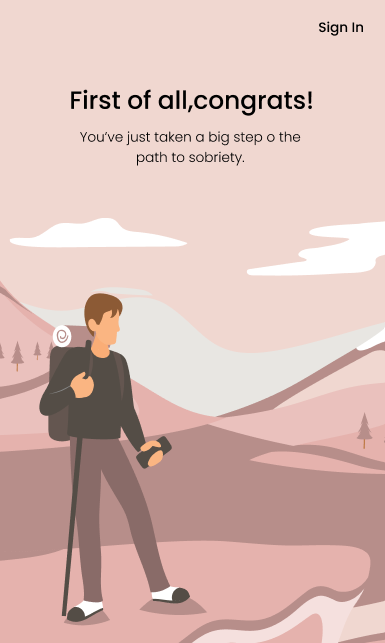 Sign In
First of all,congrats!
You’ve just taken a big step o the
path to sobriety.